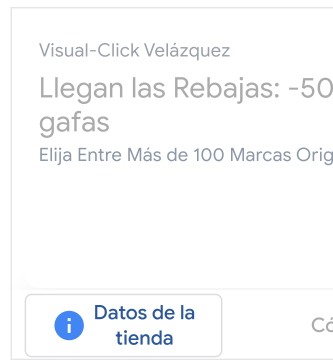 Visual-Click Velázquez
Llegan las Rebajas: -50
gafas
Elija Entre Más de 100 Marcas Orig
Datos de la
tienda
Có